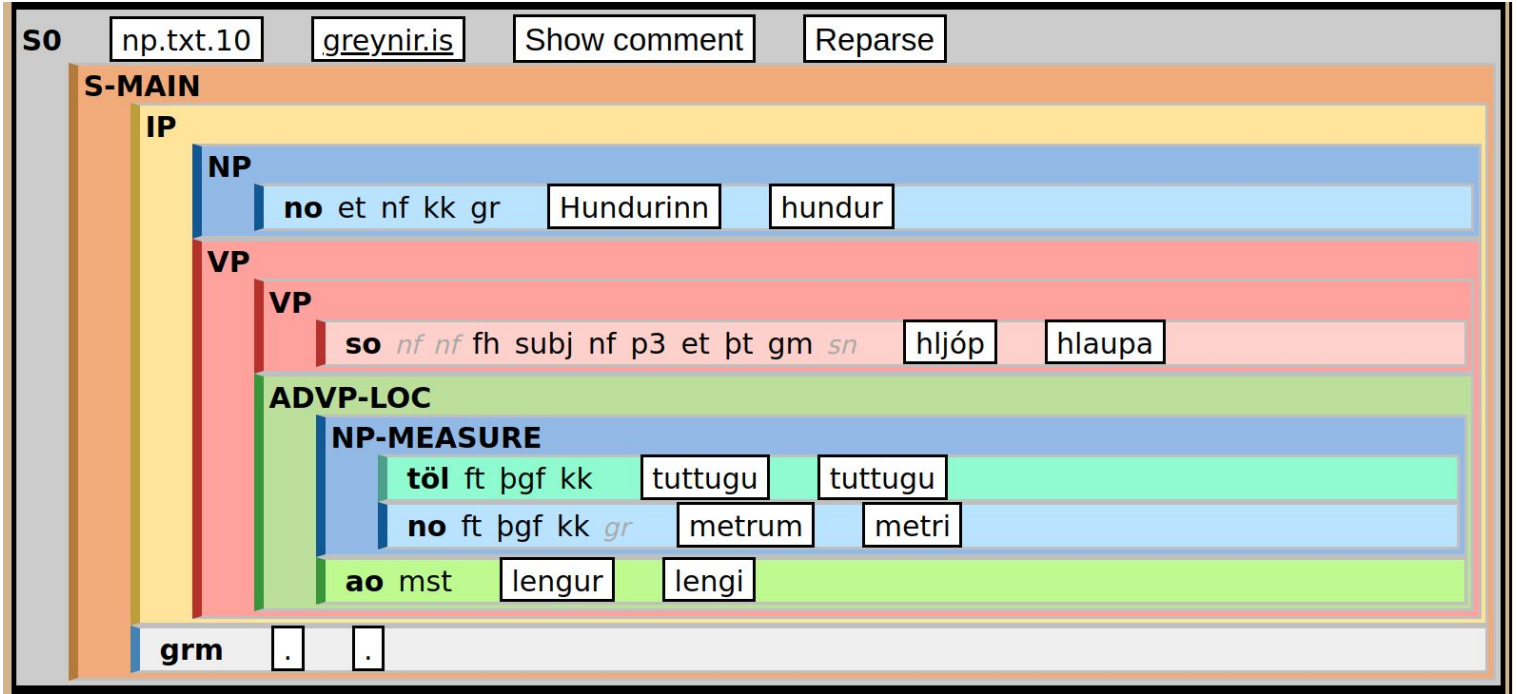 S0 np.txt.10 greynir.is Show comment Reparse
S-MAIN
IP
NP
no et nf kk gr Hundurinn hundur
VP
VP
so nf nf fh subj nf p3 et þt gm sn hljóp hlaupa
ADVP-LOC
NP-MEASURE
töl ft þgf kk tuttugu tuttugu
no ft þgf kk gr metrum metri
ao mst lengur lengi
grm . .